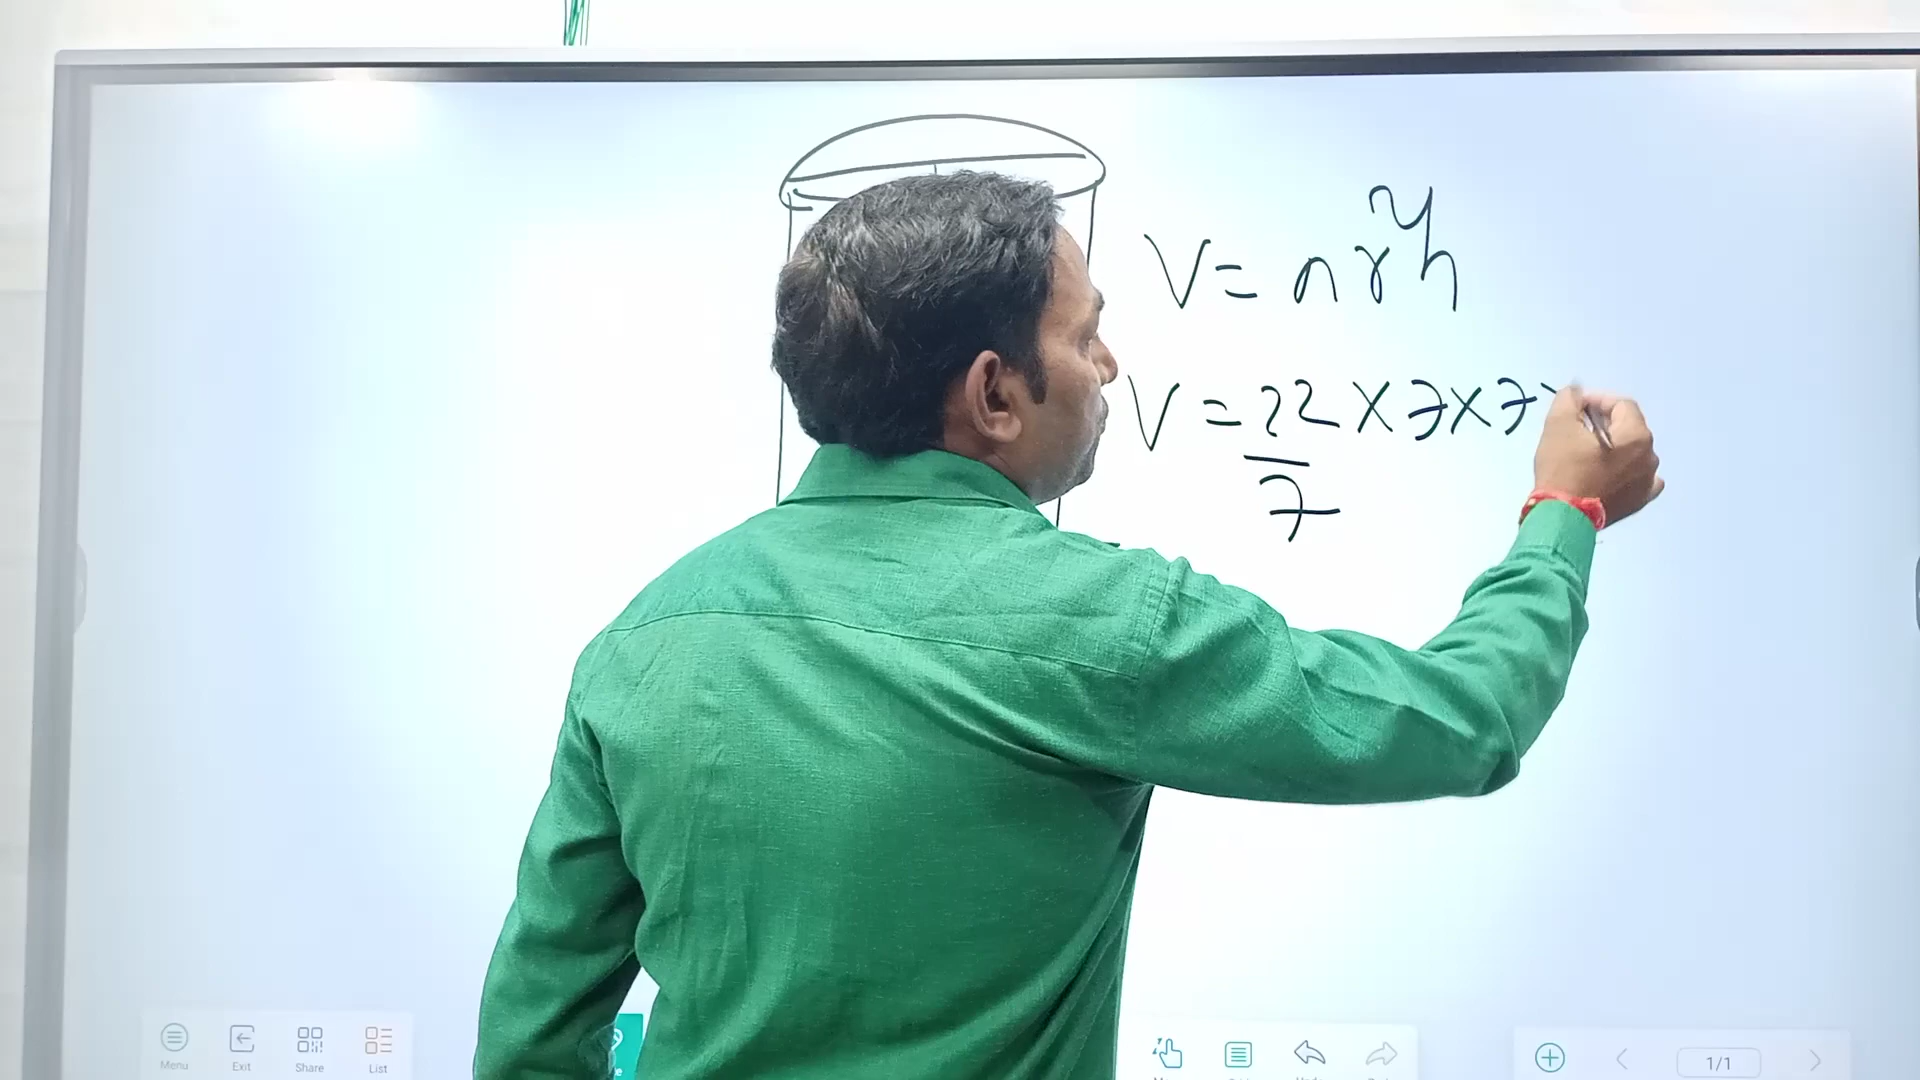 V = πr²h
V = 22/7 × 7 × 7 ×
Menu Exit Share List
1/1